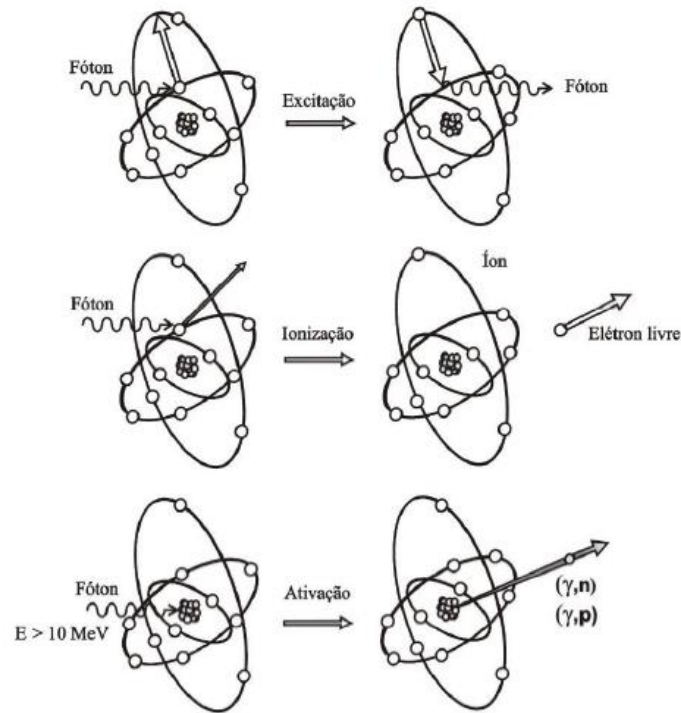 Fóton
Excitação
Fóton
Íon
Fóton
Ionização
Elétron livre
Fóton
E > 10 MeV
Ativação
(γ,n)
(γ,p)